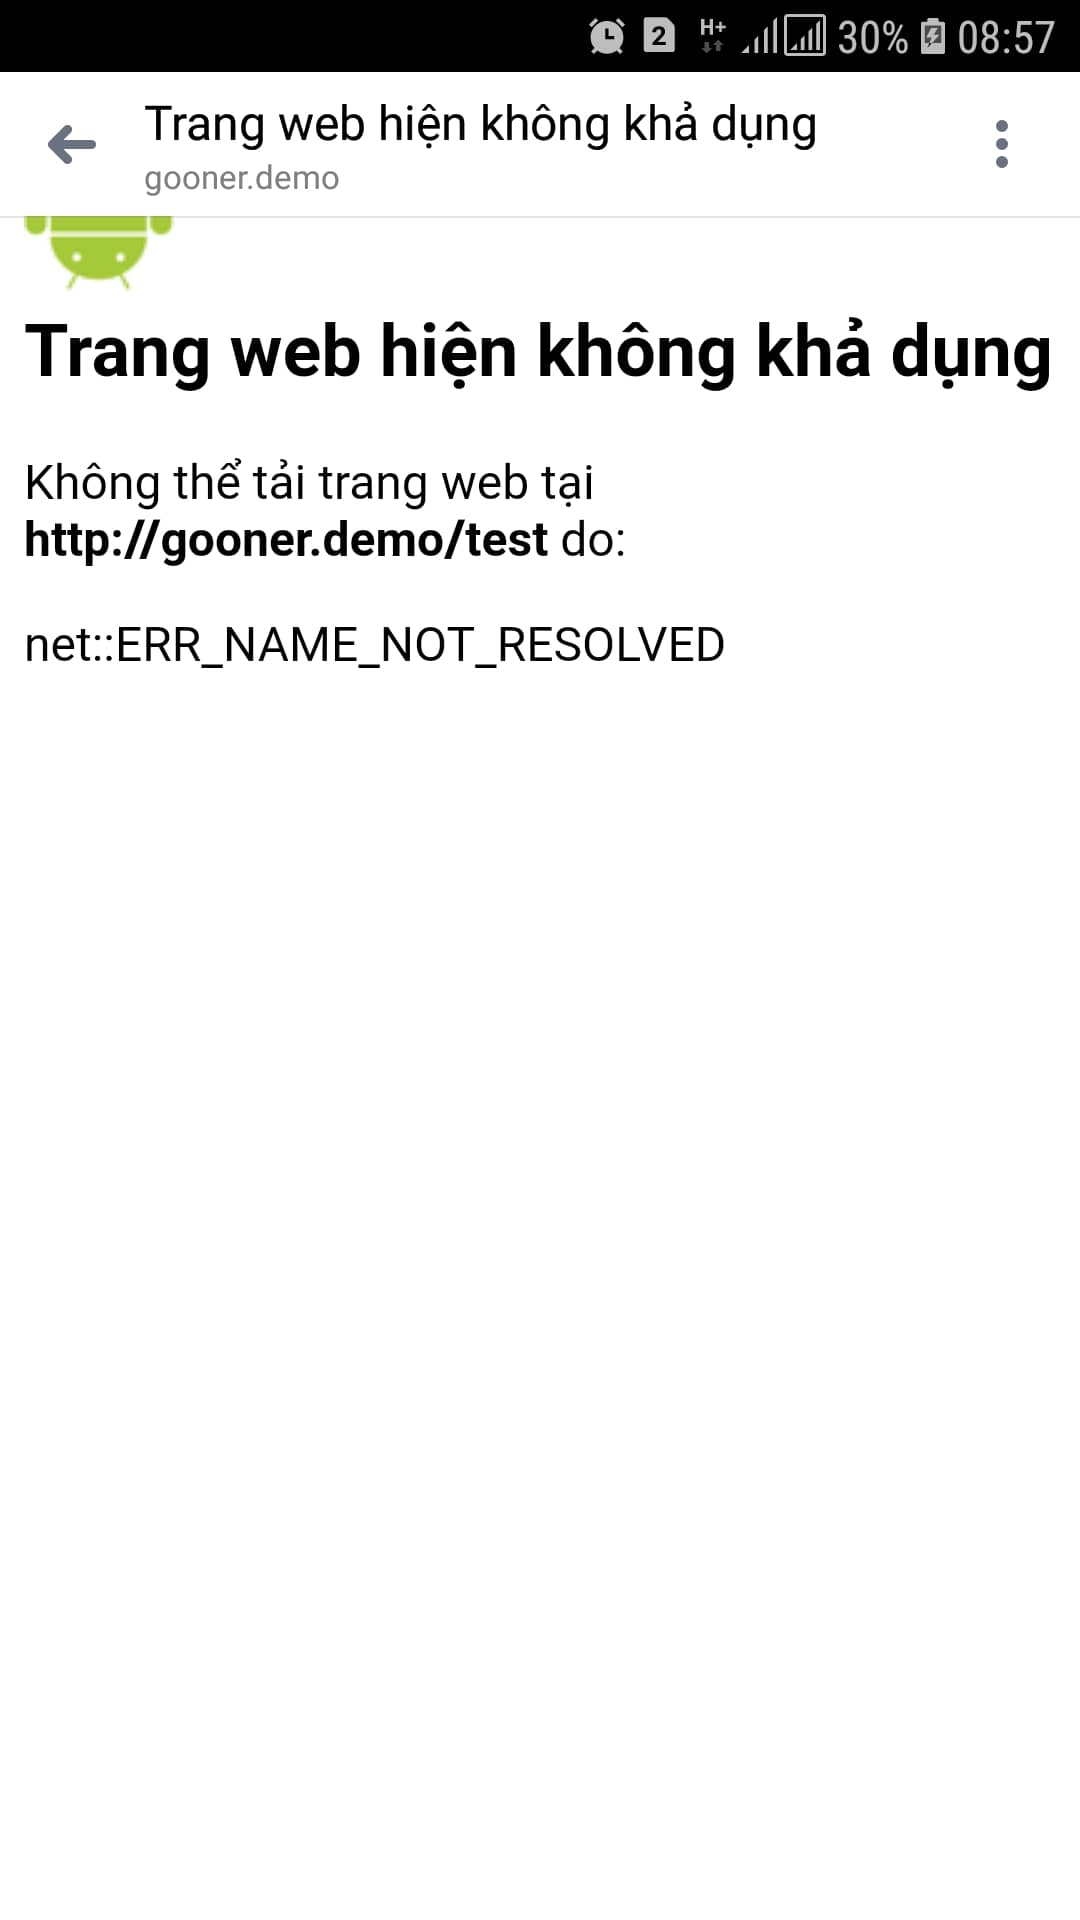 2 H+ 30% 08:57
Trang web hiện không khả dụng
gooner.demo
Trang web hiện không khả dụng
Không thể tải trang web tại
http://gooner.demo/test do:
net::ERR_NAME_NOT_RESOLVED